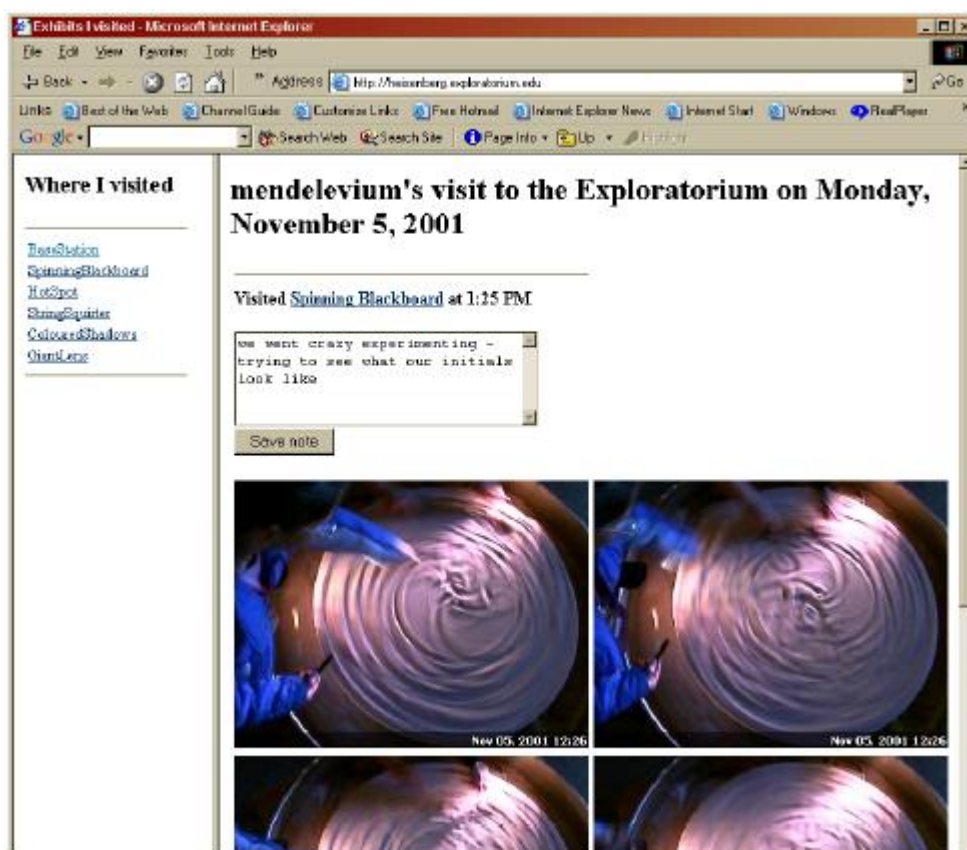 Exhibits I visited - Microsoft Internet Explorer
File Edit View Favorites Tools Help
Back Address http://heisenberg.exploratorium.edu Go
Links Best of the Web Channel Guide Customize Links Free Hotmail Internet Explorer News Internet Start Windows RealPlayer
Google Search Web Search Site Page Info Up
Where I visited
BaseStation
SpinningBlackboard
HotSpot
StringSquirter
ColouredShadows
GiantLens
mendelevium's visit to the Exploratorium on Monday,
November 5, 2001
Visited Spinning Blackboard at 1:25 PM
we went crazy experimenting -
trying to see what our initials
look like
Save note
Nov 05, 2001 12:26
Nov 05, 2001 12:26